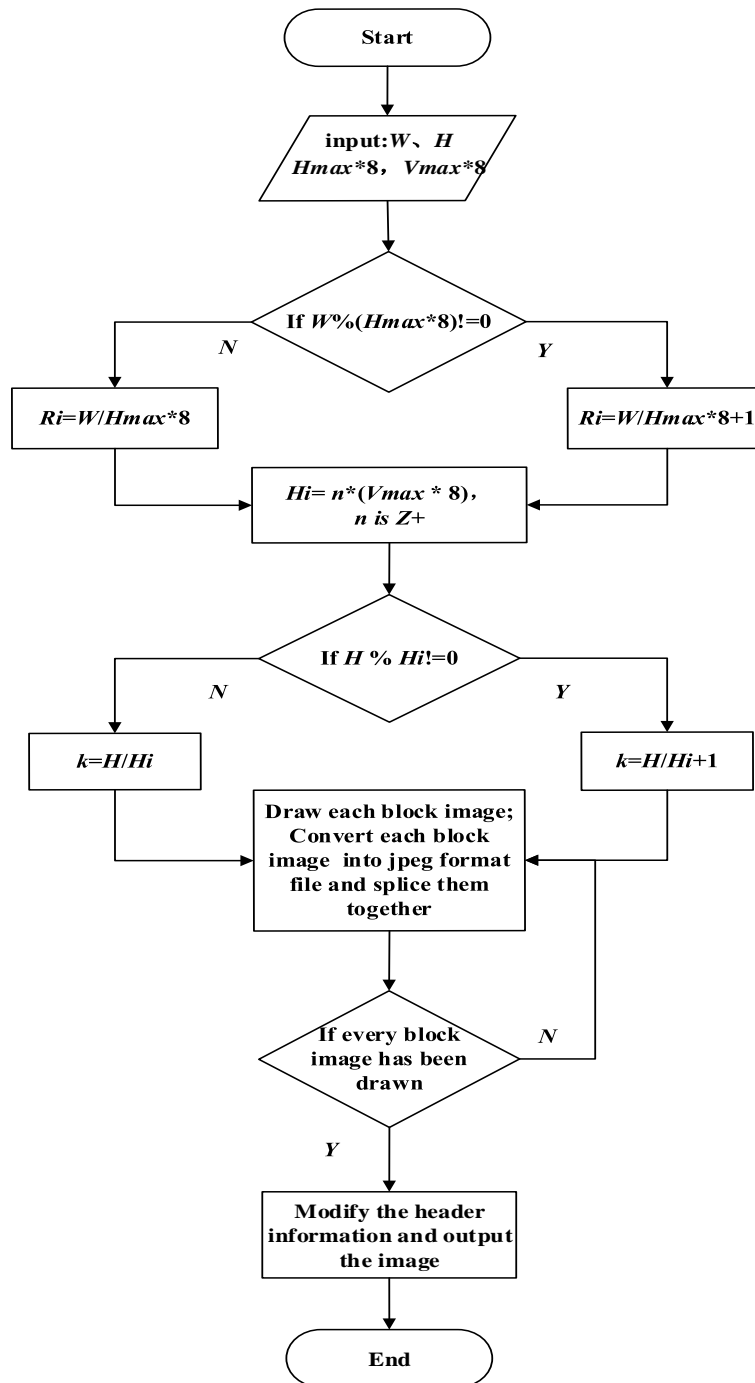 Start
input:W、H
Hmax*8，Vmax*8
If W%(Hmax*8)!=0
N
Y
Ri=W/Hmax*8
Ri=W/Hmax*8+1
Hi= n*(Vmax * 8),
n is Z+
If H % Hi!=0
N
Y
k=H/Hi
k=H/Hi+1
Draw each block image;
Convert each block
image into jpeg format
file and splice them
together
If every block
image has been
drawn
N
Y
Modify the header
information and output
the image
End